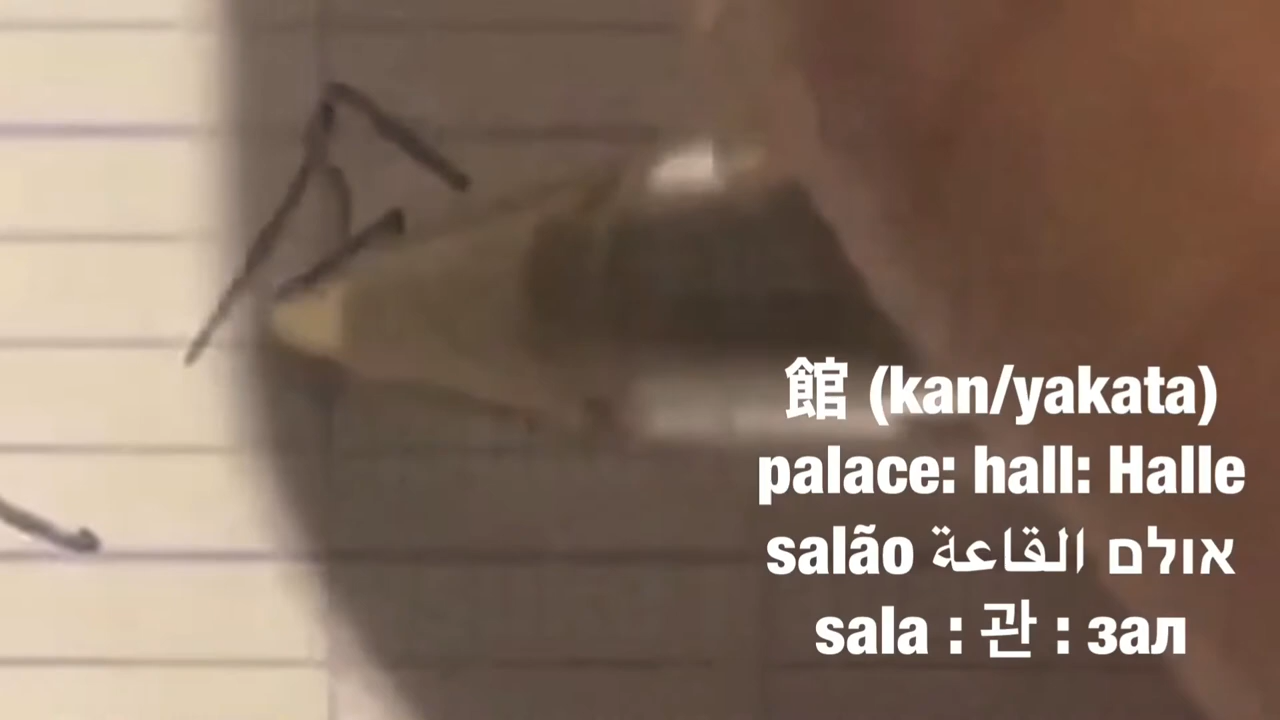 館 (kan/yakata)
palace: hall: Halle
salão القاعة אולם
sala : 관 : зал